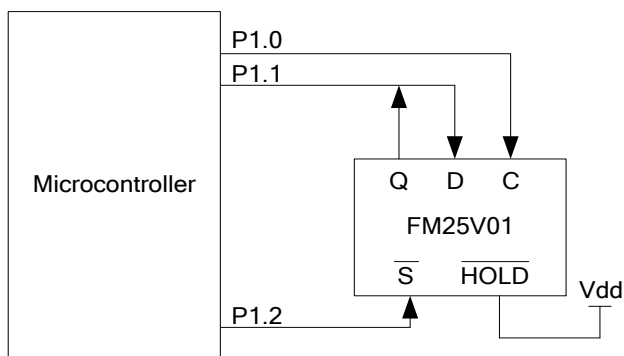 P1.0
P1.1
Microcontroller
Q D C
FM25V01
S HOLD
Vdd
P1.2